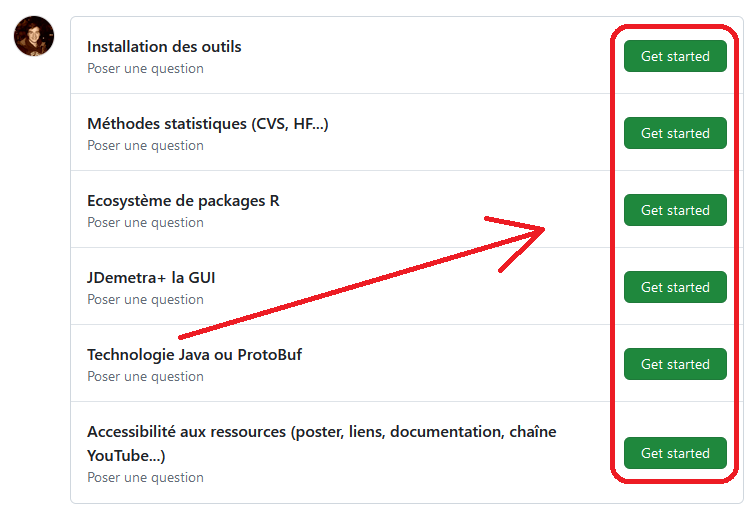 Installation des outils
Poser une question
Get started
Méthodes statistiques (CVS, HF...)
Poser une question
Get started
Ecosystème de packages R
Poser une question
Get started
JDemetra+ la GUI
Poser une question
Get started
Technologie Java ou ProtoBuf
Poser une question
Get started
Accessibilité aux ressources (poster, liens, documentation, chaîne
YouTube...)
Poser une question
Get started